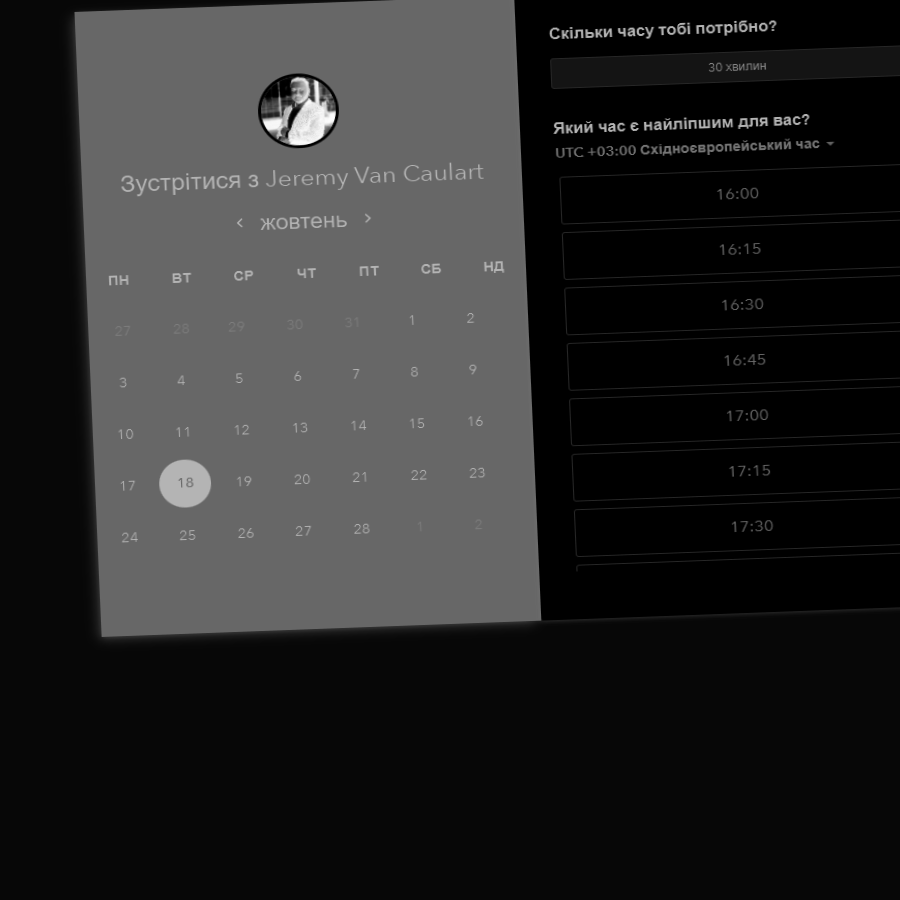 Зустрітися з Jeremy Van Caulart
жовтень
ПН ВТ СР ЧТ ПТ СБ НД
27 28 29 30 31 1 2
3 4 5 6 7 8 9
10 11 12 13 14 15 16
17 18 19 20 21 22 23
24 25 26 27 28 1 2
Скільки часу тобі потрібно?
30 хвилин
Який час є найліпшим для вас?
UTC +03:00 Східноєвропейський час
16:00
16:15
16:30
16:45
17:00
17:15
17:30